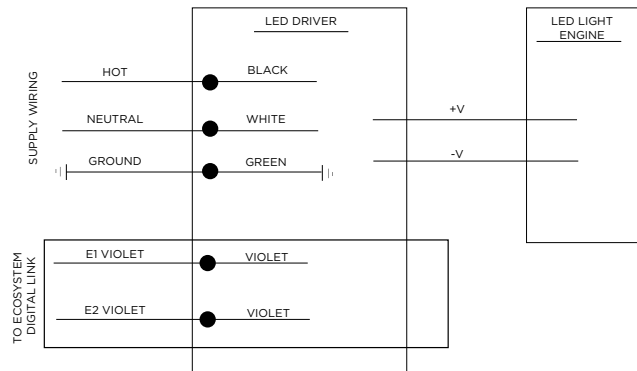 LED DRIVER
LED LIGHT
ENGINE
SUPPLY WIRING
HOT
BLACK
NEUTRAL
WHITE
GROUND
GREEN
+V
-V
TO ECOSYSTEM
DIGITAL LINK
E1 VIOLET
VIOLET
E2 VIOLET
VIOLET